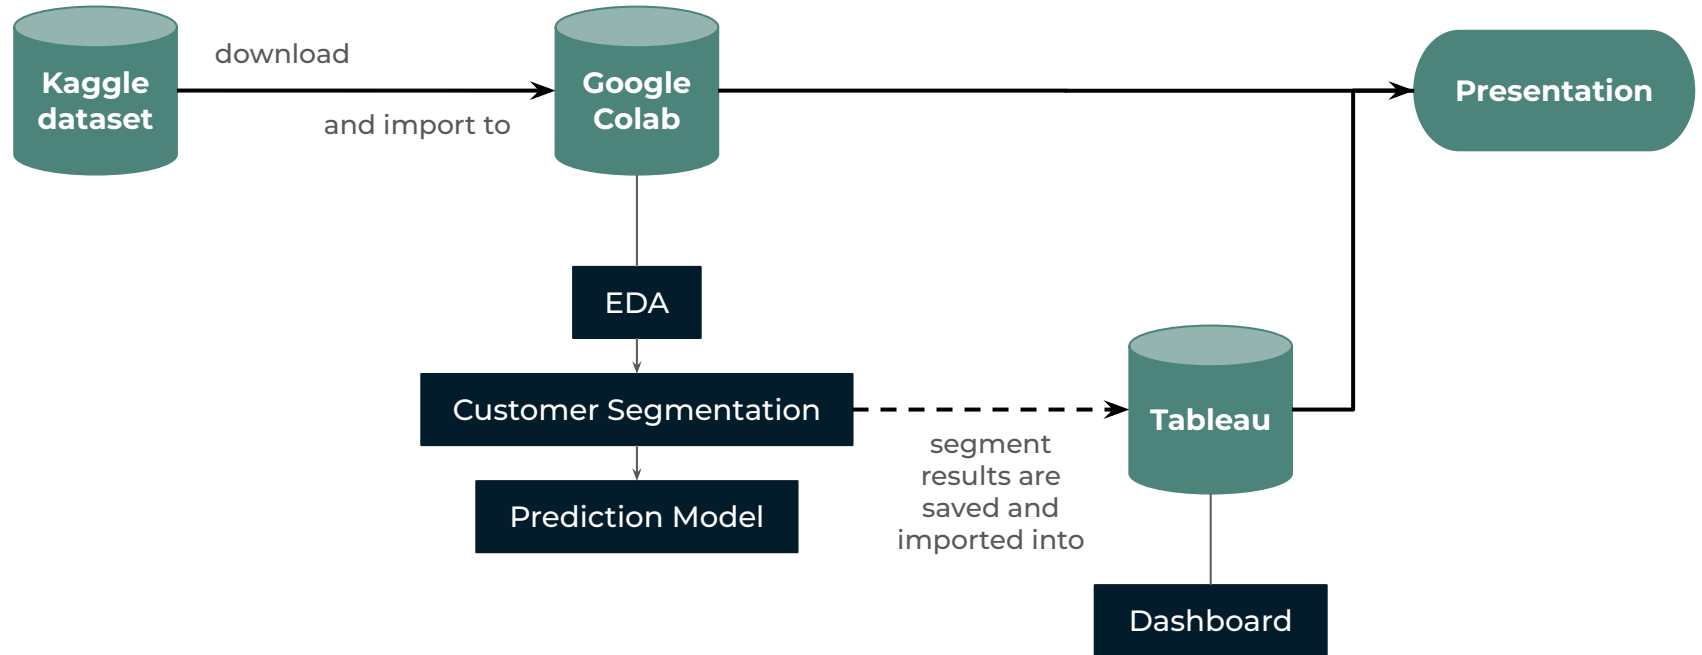 Kaggle
dataset
download
and import to
Google
Colab
Presentation
EDA
Customer Segmentation
Prediction Model
segment
results are
saved and
imported into
Tableau
Dashboard